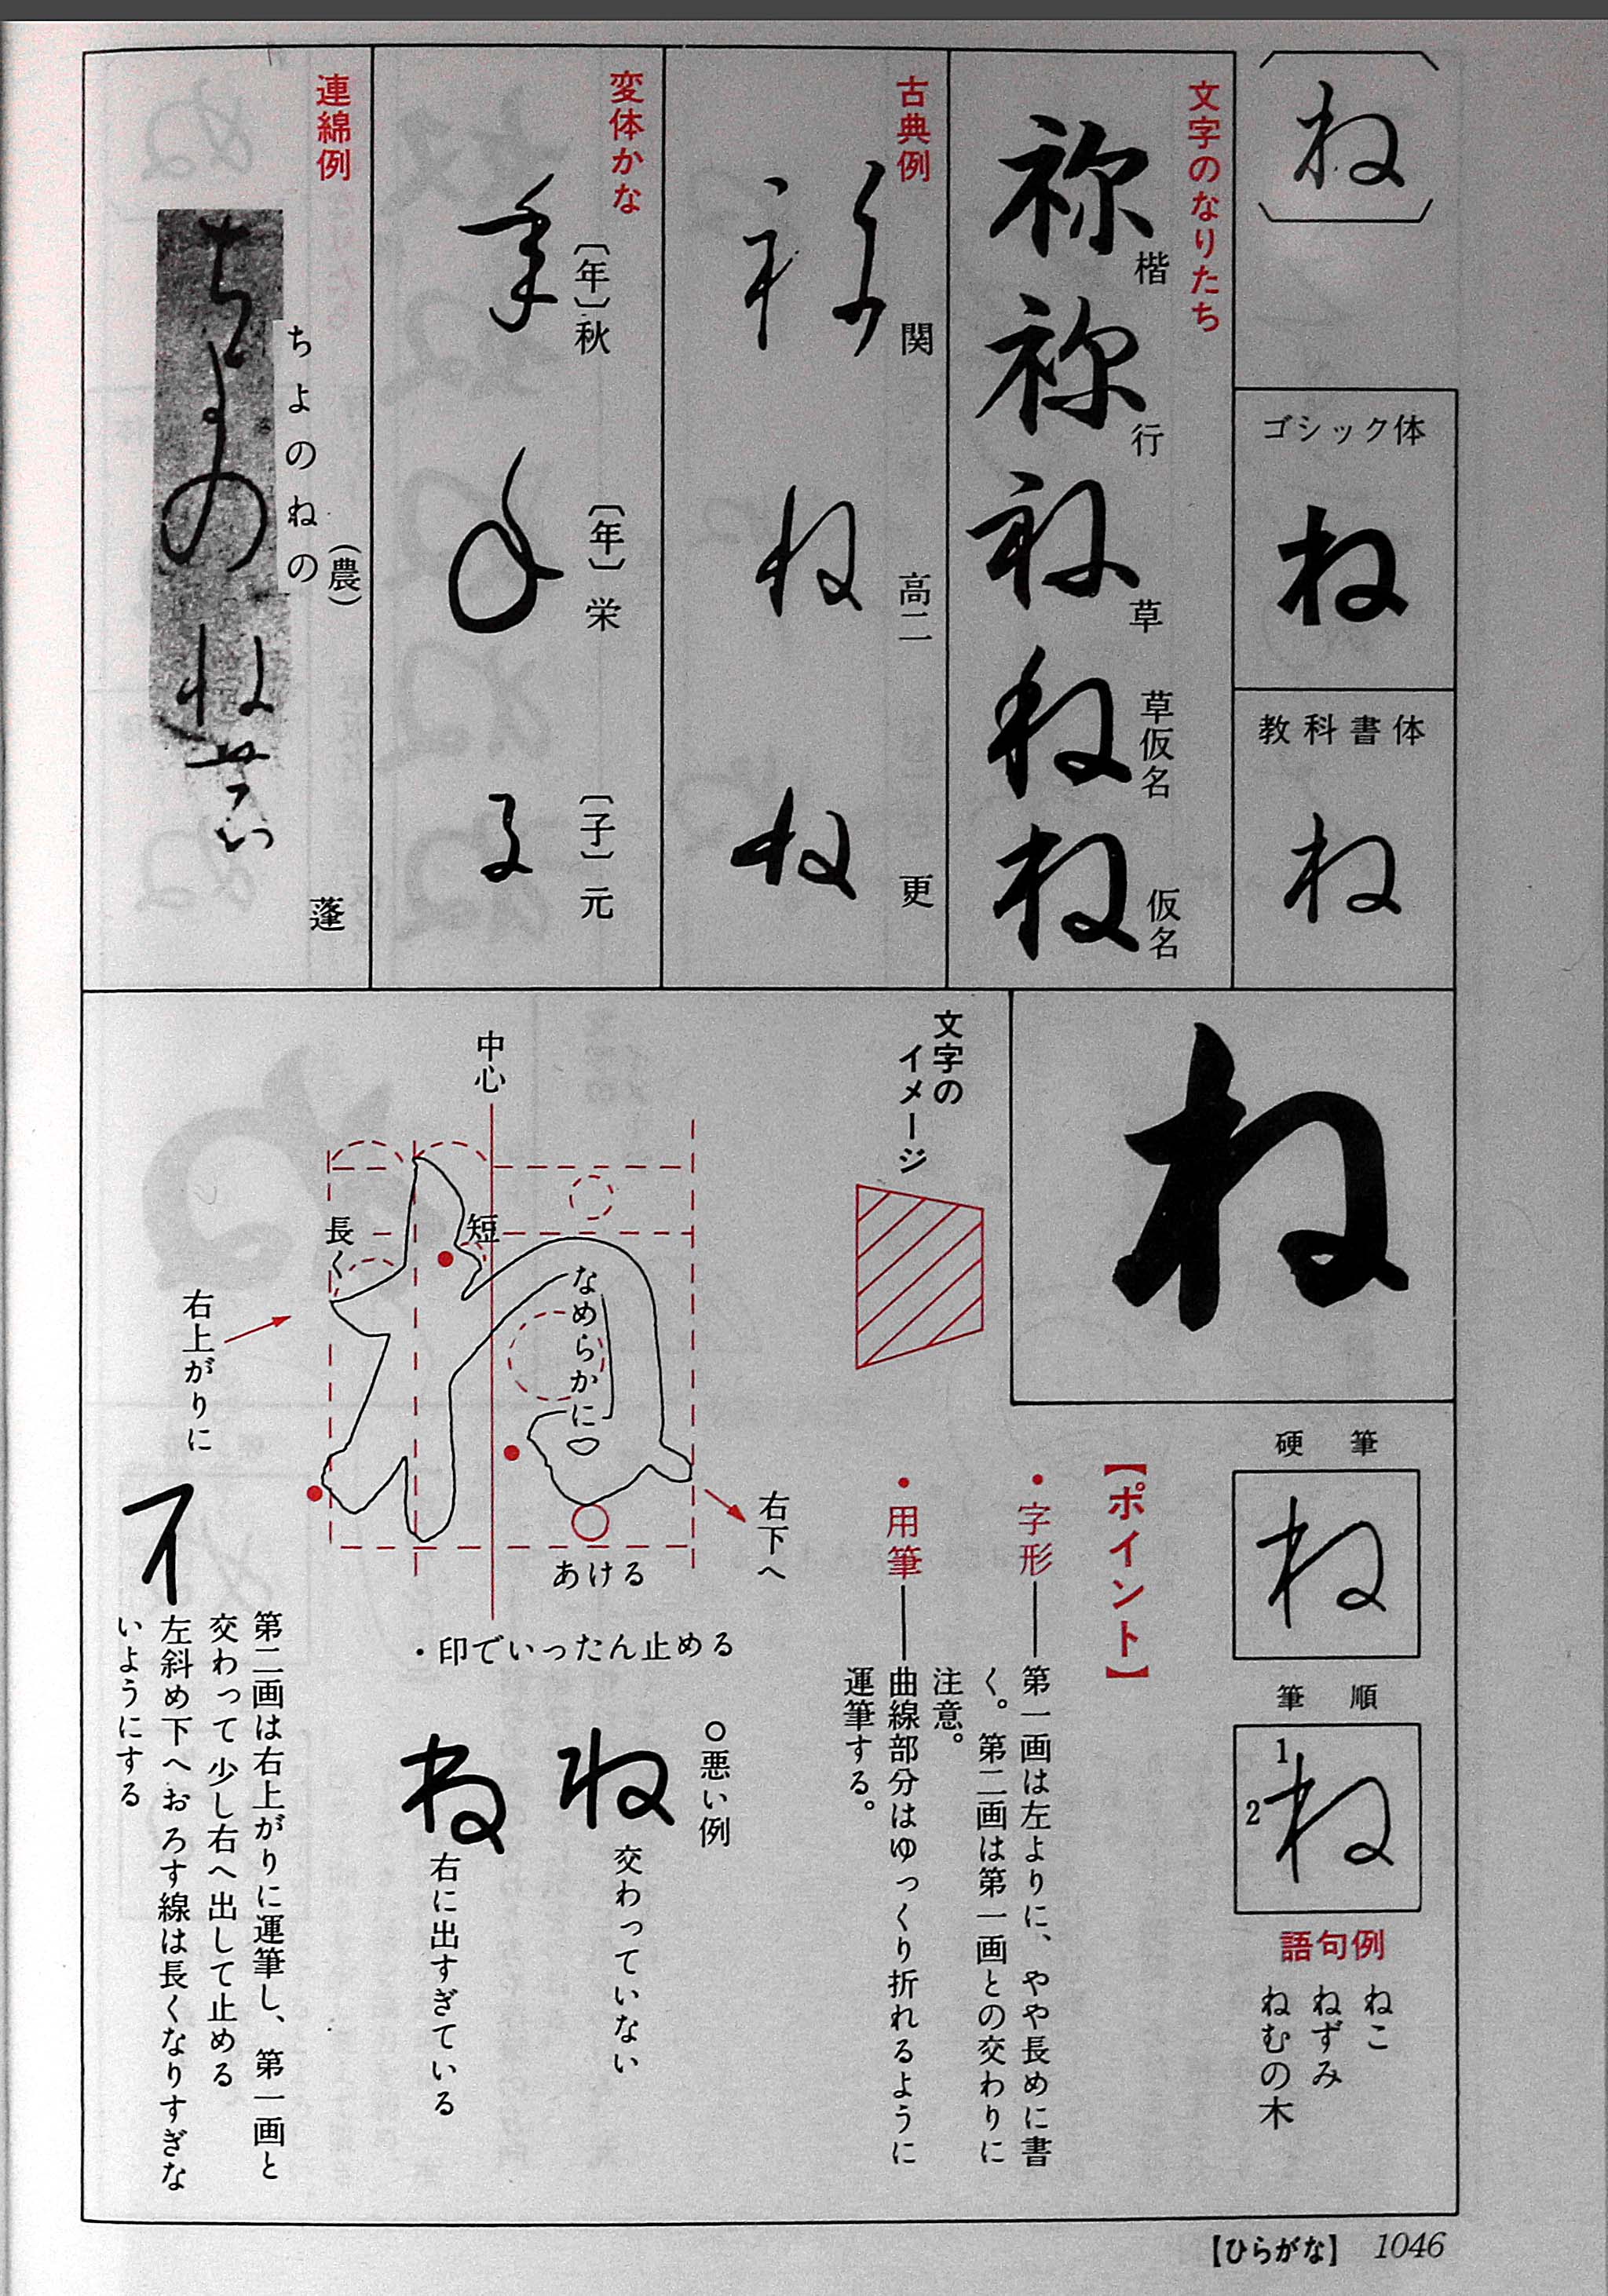 ね
ゴシック体
ね
教科書体
ね
文字のなりたち
祢 楷
祢 行
祢 草
ね 草仮名
ね 仮名
古典例
ね 関
ね 高二
ね 更
変体かな
〔年〕秋
〔年〕栄
〔子〕元
連綿例
ちよのねの
(農)
蓬
ね
硬筆
ね
筆順
1
2
ね
語句例
ねこ
ねずみ
ねむの木
【ポイント】
・字形——第一画は左よりに、やや長めに書
く。第二画は第一画との交わりに
注意。
・用筆——曲線部分はゆっくり折れるように
運筆する。
文字の
イメージ
中心
長く
短
なめらかに
右上がりに
右下へ
あける
・印でいったん止める
○悪い例
ね
交わっていない
ね
右に出すぎている
第二画は右上がりに運筆し、第一画と
交わって少し右へ出して止める
左斜め下へおろす線は長くなりすぎな
いようにする
【ひらがな】 1046